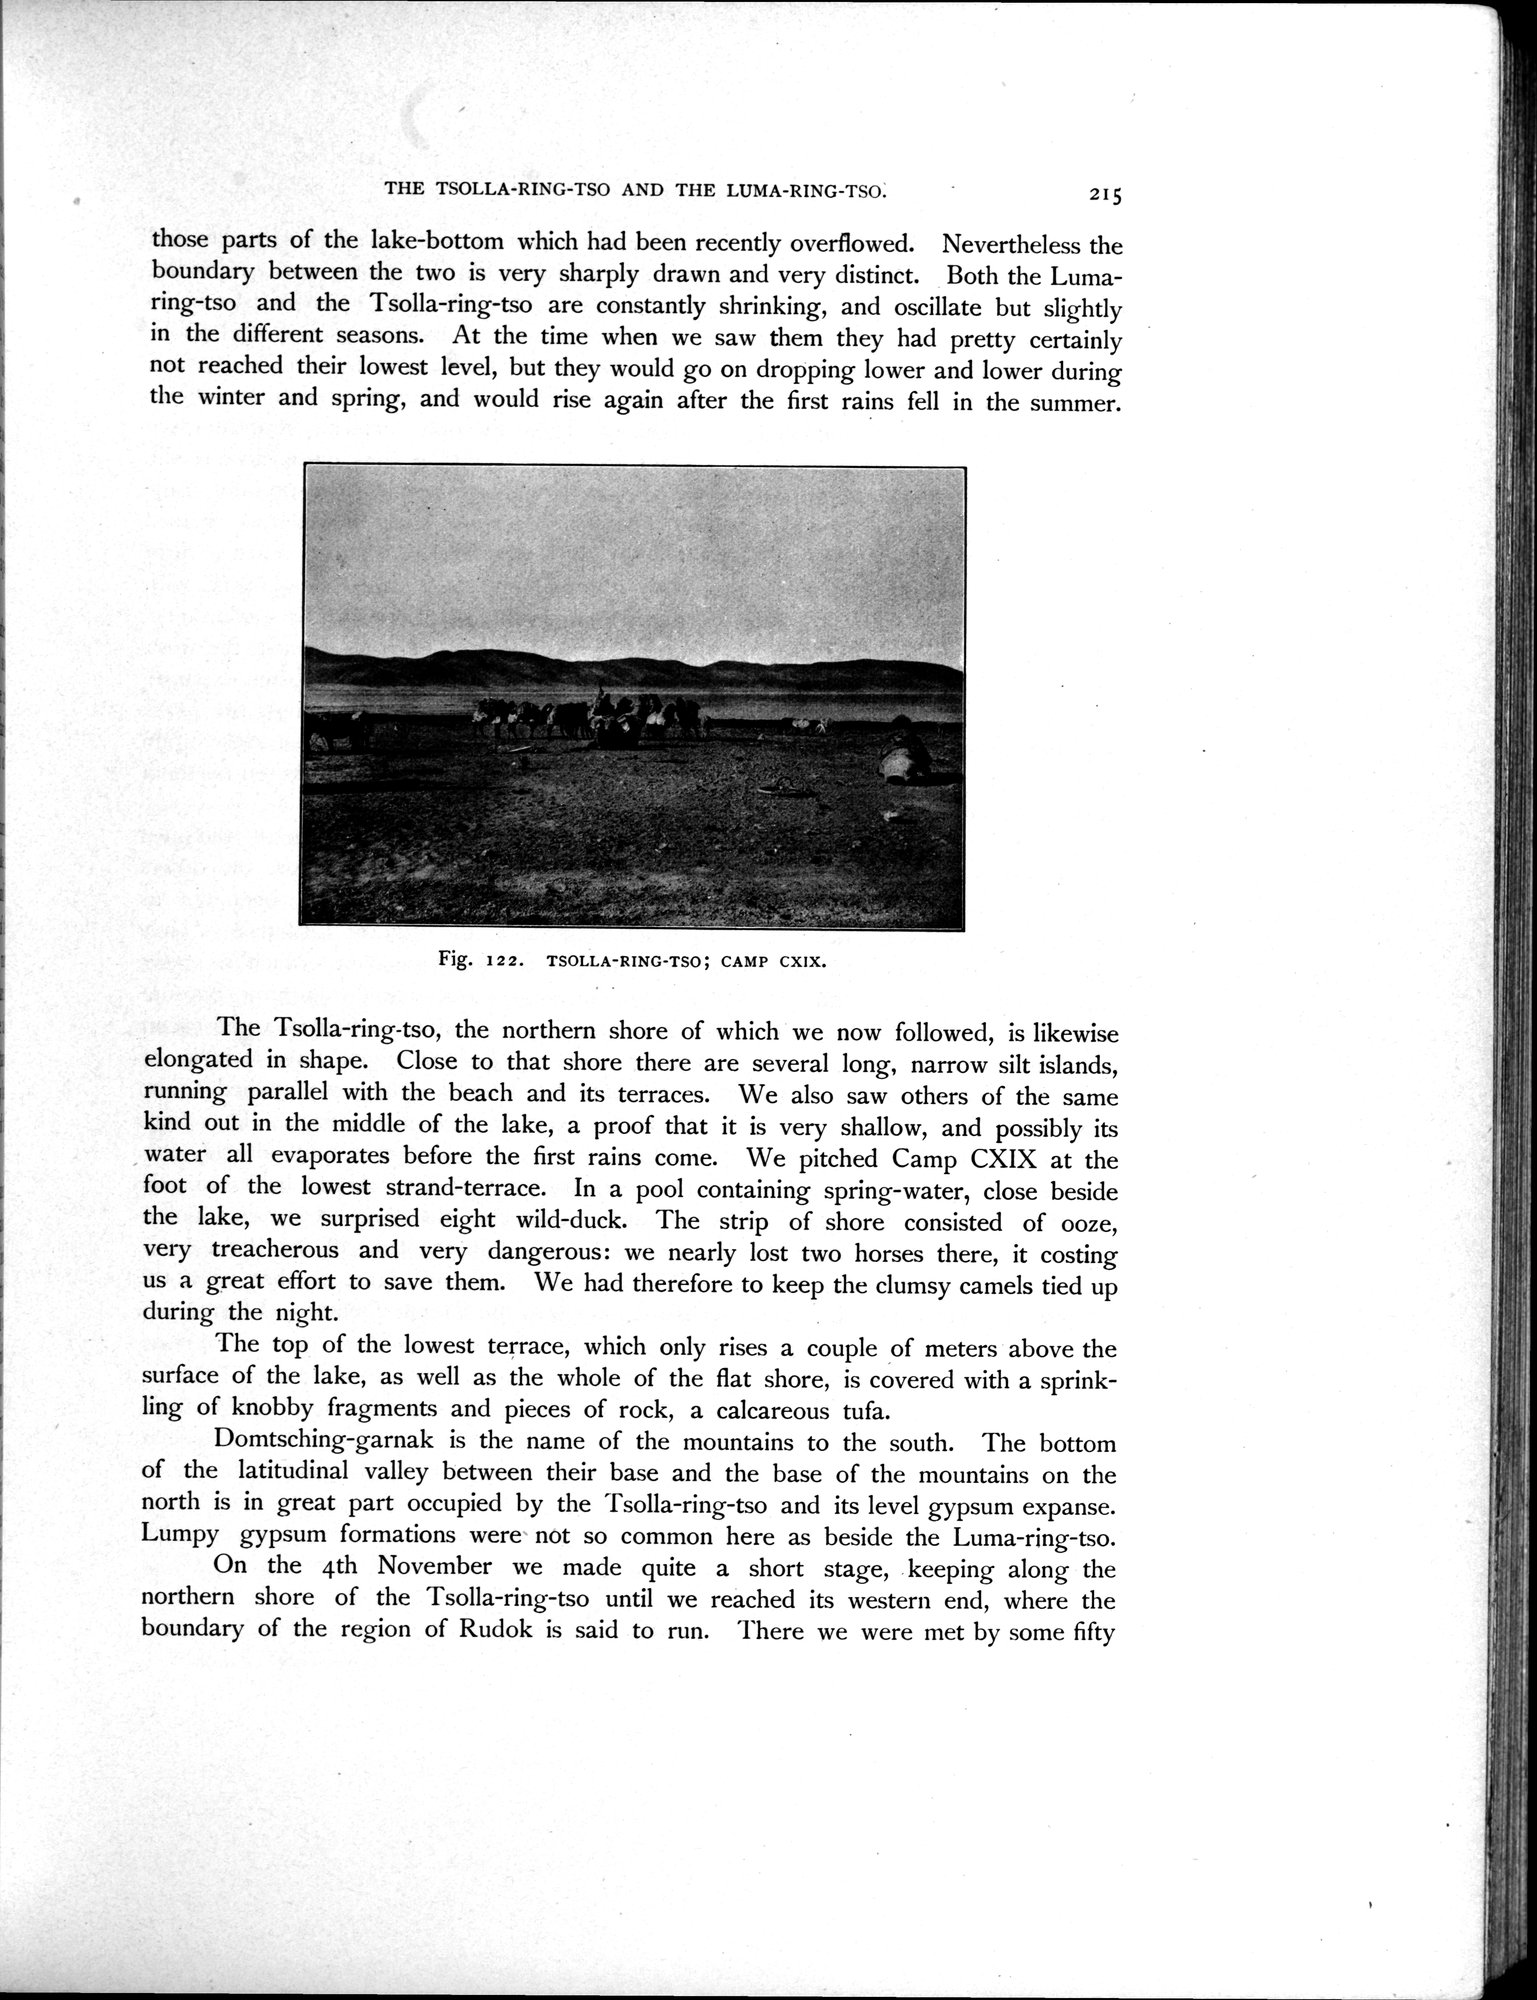 THE TSOLLA-RING-TSO AND THE LUMA-RING-TSO. 215
those parts of the lake-bottom which had been recently overflowed. Nevertheless the
boundary between the two is very sharply drawn and very distinct. Both the Luma-
ring-tso and the Tsolla-ring-tso are constantly shrinking, and oscillate but slightly
in the different seasons. At the time when we saw them they had pretty certainly
not reached their lowest level, but they would go on dropping lower and lower during
the winter and spring, and would rise again after the first rains fell in the summer.
Fig. 122. TSOLLA-RING-TSO; CAMP CXIX.
The Tsolla-ring-tso, the northern shore of which we now followed, is likewise
elongated in shape. Close to that shore there are several long, narrow silt islands,
running parallel with the beach and its terraces. We also saw others of the same
kind out in the middle of the lake, a proof that it is very shallow, and possibly its
water all evaporates before the first rains come. We pitched Camp CXIX at the
foot of the lowest strand-terrace. In a pool containing spring-water, close beside
the lake, we surprised eight wild-duck. The strip of shore consisted of ooze,
very treacherous and very dangerous: we nearly lost two horses there, it costing
us a great effort to save them. We had therefore to keep the clumsy camels tied up
during the night.
The top of the lowest terrace, which only rises a couple of meters above the
surface of the lake, as well as the whole of the flat shore, is covered with a sprink-
ling of knobby fragments and pieces of rock, a calcareous tufa.
Domtsching-garnak is the name of the mountains to the south. The bottom
of the latitudinal valley between their base and the base of the mountains on the
north is in great part occupied by the Tsolla-ring-tso and its level gypsum expanse.
Lumpy gypsum formations were not so common here as beside the Luma-ring-tso.
On the 4th November we made quite a short stage, keeping along the
northern shore of the Tsolla-ring-tso until we reached its western end, where the
boundary of the region of Rudok is said to run. There we were met by some fifty